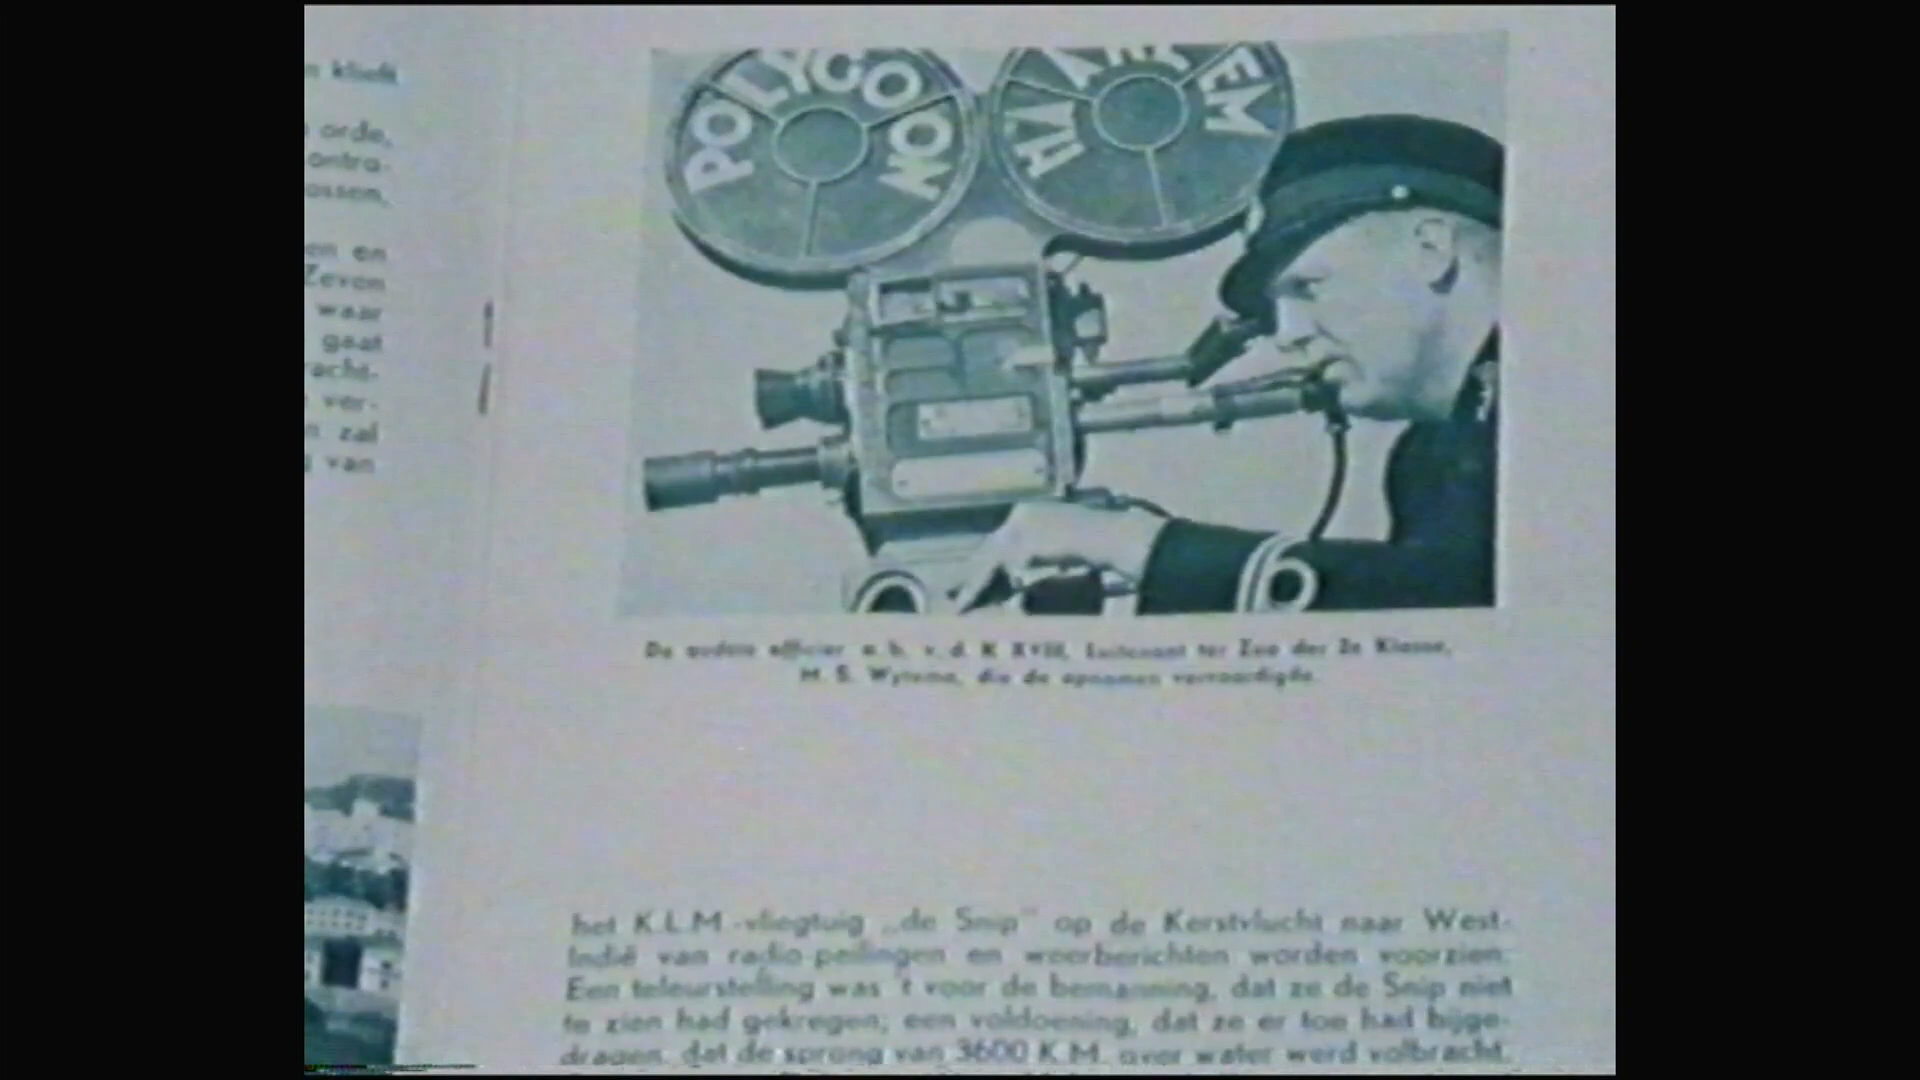 klieft
orde,
ontra-
ossen,
en en
Zeven
waar
gaat
racht-
ver-
zal
van
POLYGOON
HAARLEM
De oudste officier a. b. v. d. K XVIII, Luitenant ter Zee der 2e Klasse,
M. S. Wytema, die de opnamen vervaardigde.
het K.L.M.-vliegtuig „de Snip” op de Kerstvlucht naar West-
Indië van radio-peilingen en weerberichten worden voorzien.
Een teleurstelling was 't voor de bemanning, dat ze de Snip niet
te zien had gekregen; een voldoening, dat ze er toe had bijge-
dragen, dat de sprong van 3600 K.M. over water werd volbracht.